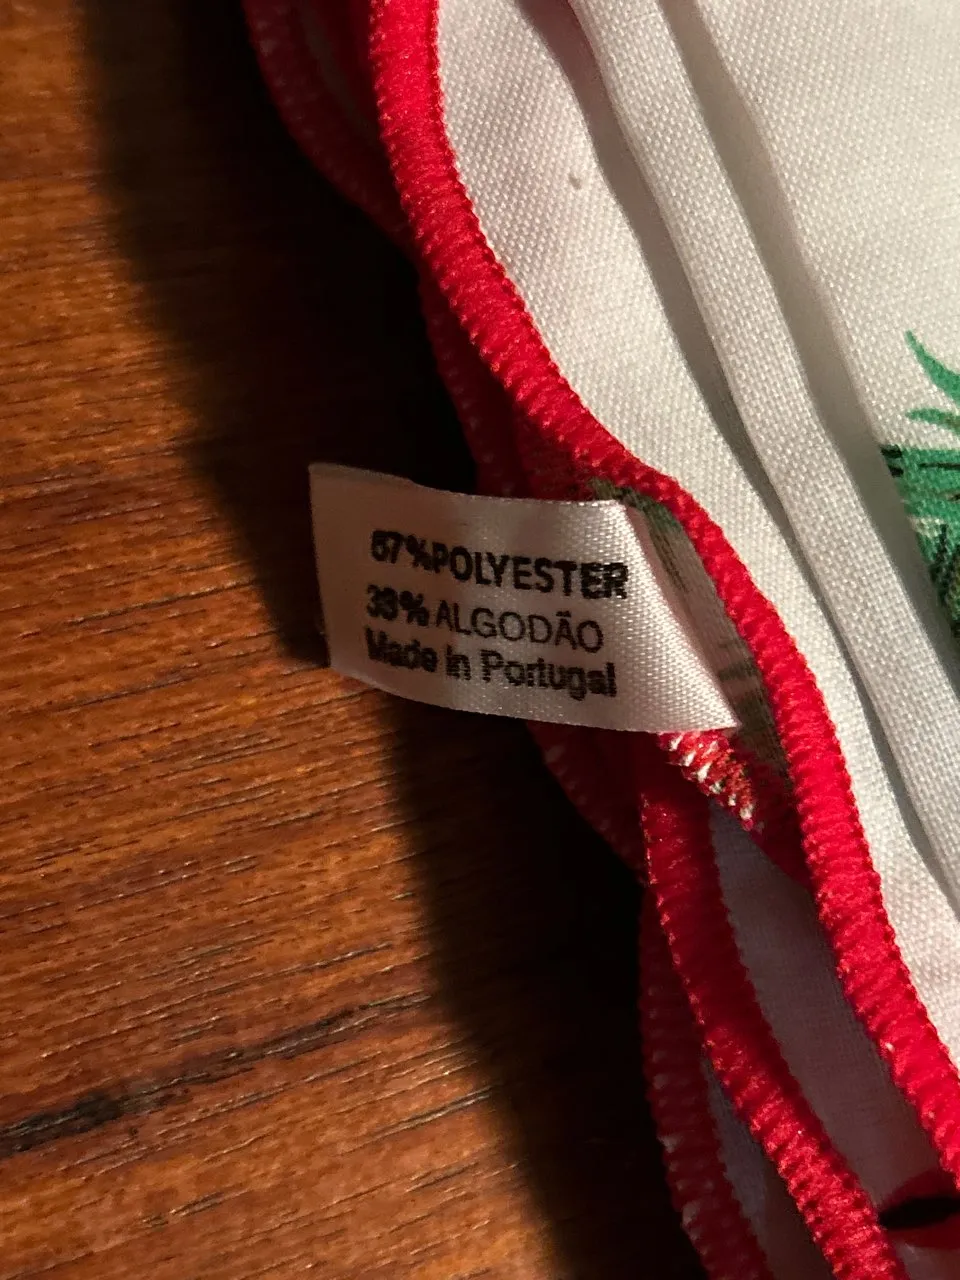 67%POLYESTER
33% ALGODÃO
Made in Portugal